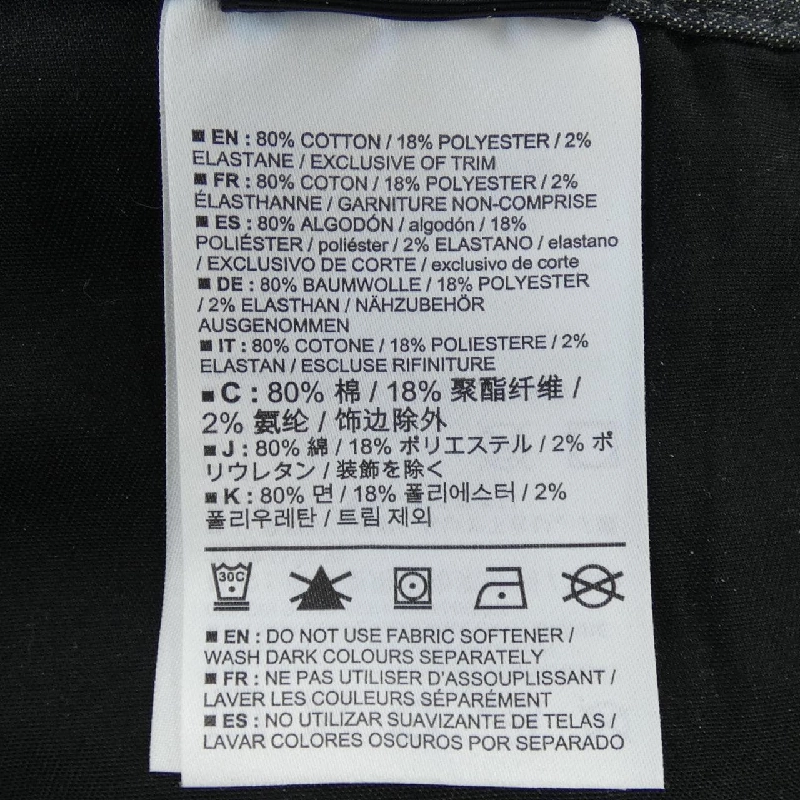 ■ EN : 80% COTTON / 18% POLYESTER / 2%
ELASTANE / EXCLUSIVE OF TRIM
■ FR : 80% COTON / 18% POLYESTER / 2%
ÉLASTHANNE / GARNITURE NON-COMPRISE
■ ES : 80% ALGODÓN / algodón / 18%
POLIÉSTER / poliéster / 2% ELASTANO / elastano
/ EXCLUSIVO DE CORTE / exclusivo de corte
■ DE : 80% BAUMWOLLE / 18% POLYESTER
/ 2% ELASTHAN / NÄHZUBEHÖR
AUSGENOMMEN
■ IT : 80% COTONE / 18% POLIESTERE / 2%
ELASTAN / ESCLUSE RIFINITURE
■ C : 80% 棉 / 18% 聚酯纤维 /
2% 氨纶 / 饰边除外
■ J : 80% 綿 / 18% ポリエステル / 2% ポ
リウレタン / 装飾を除く
■ K : 80% 면 / 18% 폴리에스터 / 2%
폴리우레탄 / 트림 제외
30C
■ EN : DO NOT USE FABRIC SOFTENER /
WASH DARK COLOURS SEPARATELY
■ FR : NE PAS UTILISER D'ASSOUPLISSANT /
LAVER LES COULEURS SÉPARÉMENT
■ ES : NO UTILIZAR SUAVIZANTE DE TELAS /
LAVAR COLORES OSCUROS POR SEPARADO